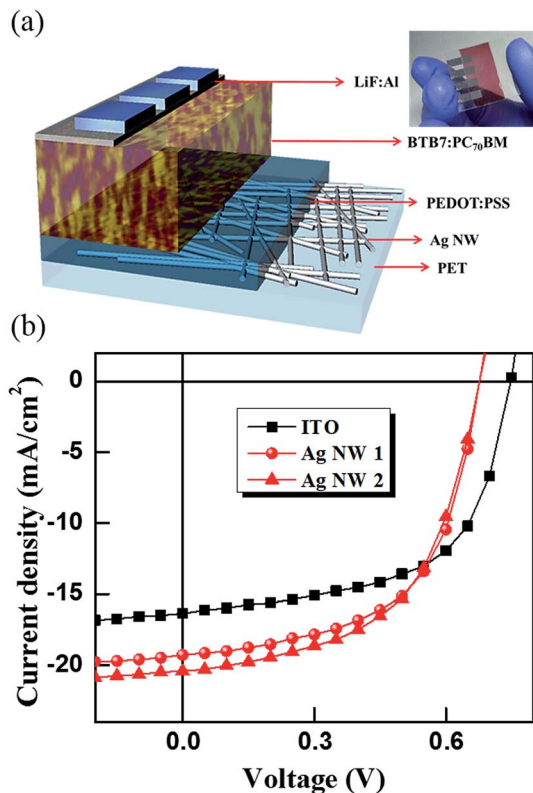 (a)
LiF:Al
BTB7:PC₇₀BM
PEDOT:PSS
Ag NW
PET
(b)
Current density (mA/cm²)
0
-5
-10
-15
-20
ITO
Ag NW 1
Ag NW 2
0.0 0.3 0.6
Voltage (V)